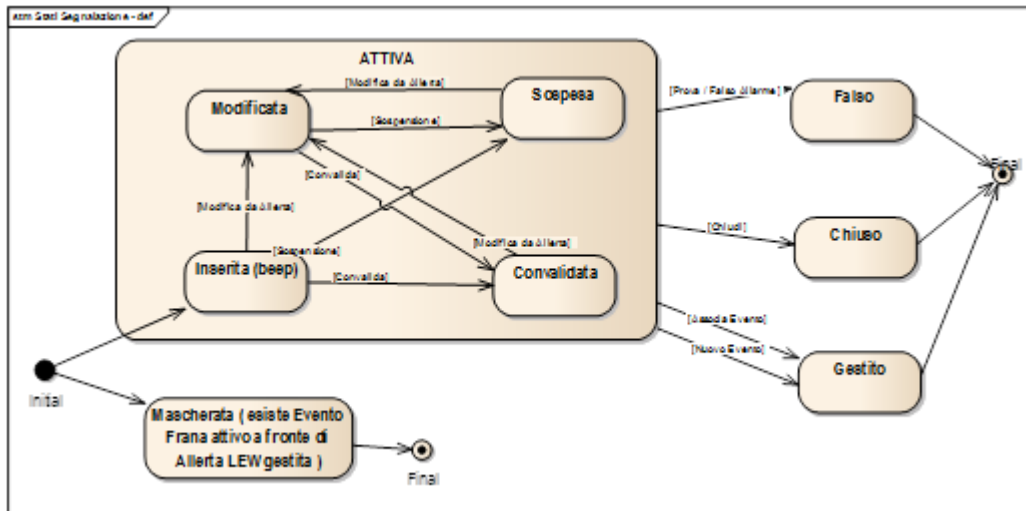 stm Stati Segnalazione - def
ATTIVA
[Modifica da Allerta]
Sospesa
Modificata
[Prova / Falso Allarme]
Falso
[Sospensione]
Final
[Convalida]
[Modifica da Allerta]
[Chiudi]
Chiuso
[Sospensione]
[Modifica da Allerta]
Inserita (beep)
[Convalida]
Convalidata
[Associa Evento]
[Nuovo Evento]
Gestito
Initial
Mascherata ( esiste Evento
Frana attivo a fronte di
Allerta LEW gestita )
Final